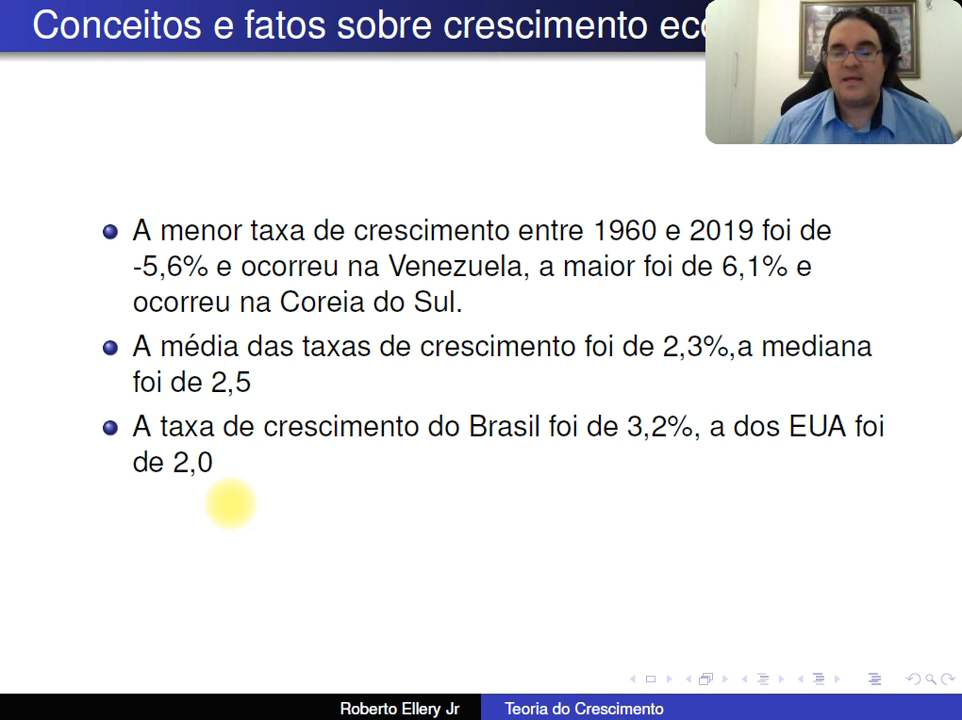 Conceitos e fatos sobre crescimento
A menor taxa de crescimento entre 1960 e 2019 foi de
-5,6% e ocorreu na Venezuela, a maior foi de 6,1% e
ocorreu na Coreia do Sul.
A média das taxas de crescimento foi de 2,3%,a mediana
foi de 2,5
A taxa de crescimento do Brasil foi de 3,2%, a dos EUA foi
de 2,0
Roberto Ellery Jr
Teoria do Crescimento